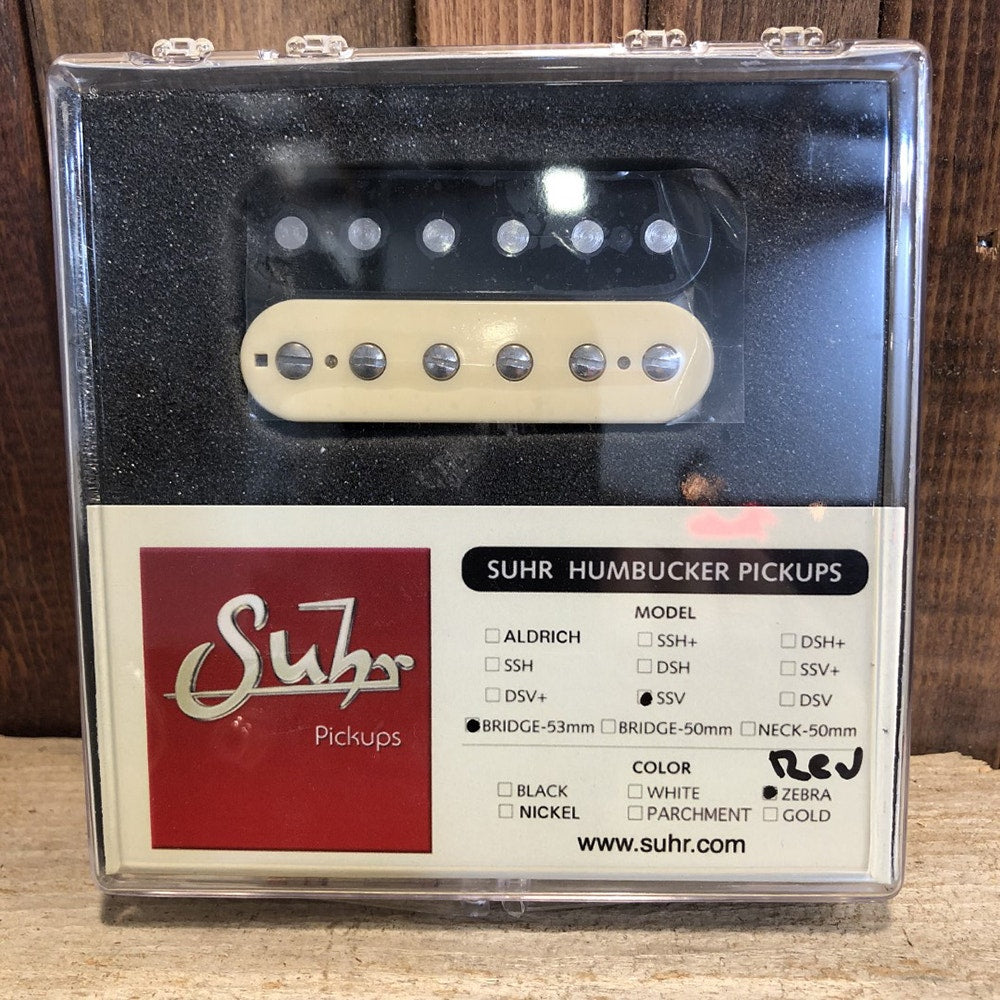 Suhr
Pickups
SUHR HUMBUCKER PICKUPS
MODEL
ALDRICH SSH+ DSH+
SSH DSH SSV+
DSV+ SSV DSV
BRIDGE-53mm BRIDGE-50mm NECK-50mm
COLOR Rev
BLACK WHITE ZEBRA
NICKEL PARCHMENT GOLD
www.suhr.com